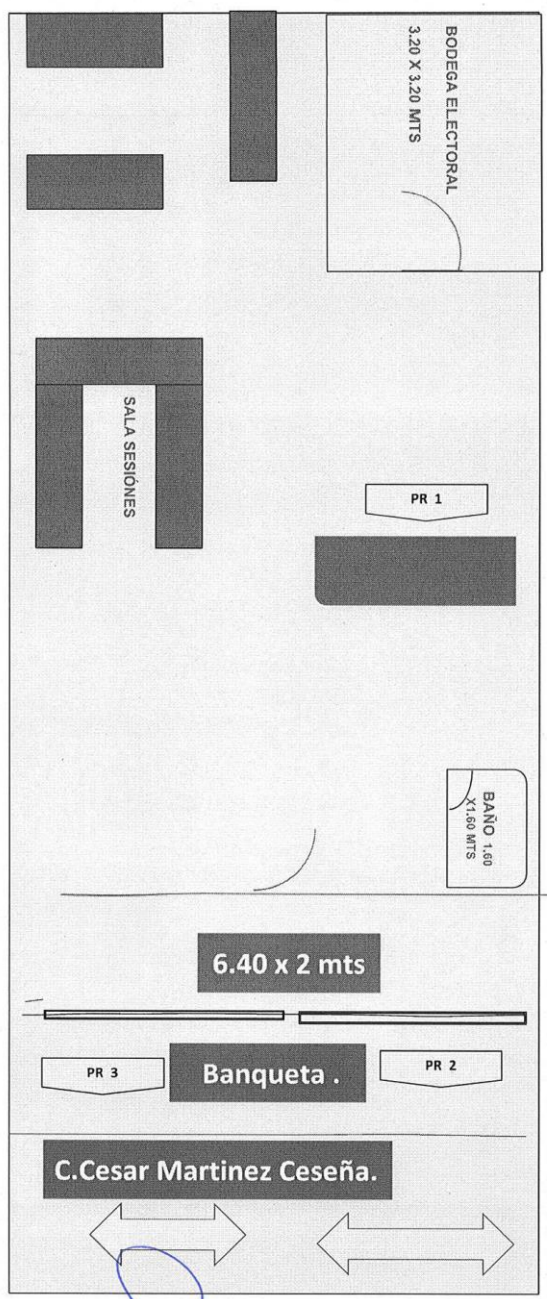 BODEGA ELECTORAL
3.20 X 3.20 MTS
SALA SESIÓNES
PR 1
BAÑO 1.60
X1.60 MTS
6.40 x 2 mts
PR 3
Banqueta .
PR 2
C.Cesar Martinez Ceseña.